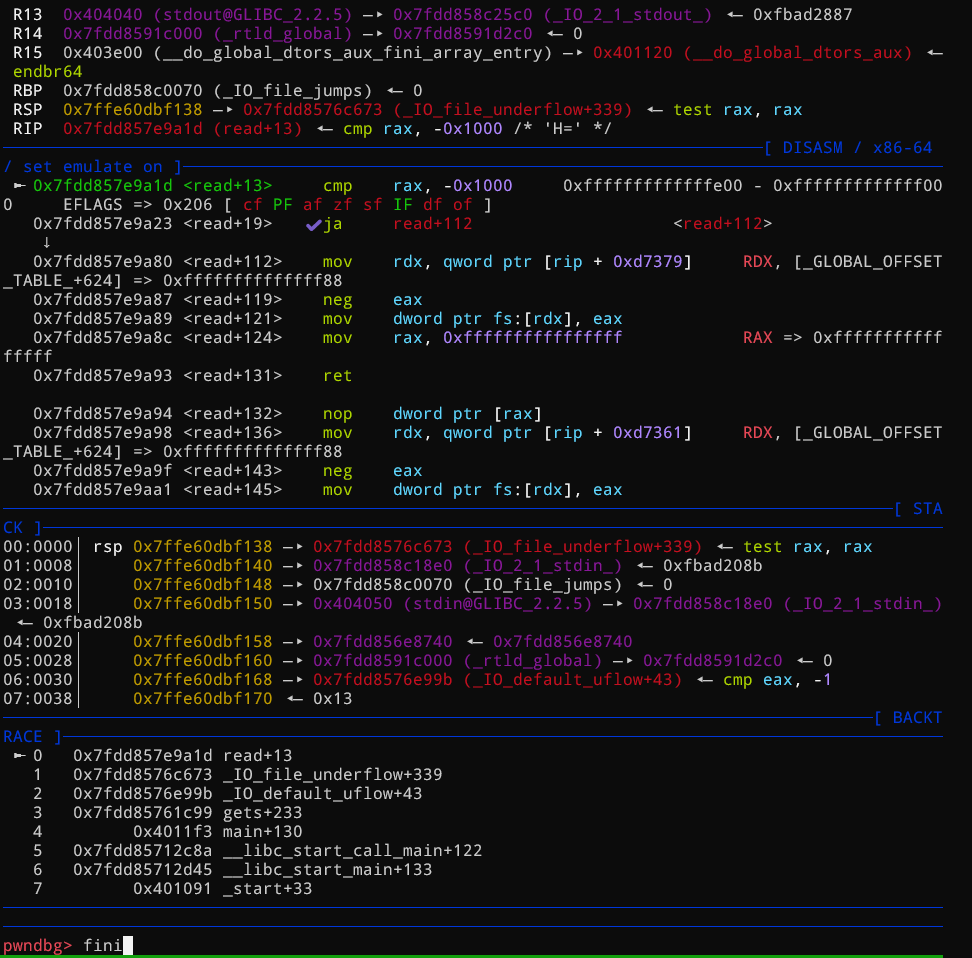 R13  0x404040 (stdout@GLIBC_2.2.5) —▸ 0x7fdd858c25c0 (_IO_2_1_stdout_) ◂— 0xfbad2887
R14  0x7fdd8591c000 (_rtld_global) —▸ 0x7fdd8591d2c0 ◂— 0
R15  0x403e00 (__do_global_dtors_aux_fini_array_entry) —▸ 0x401120 (__do_global_dtors_aux) ◂—
endbr64
RBP  0x7fdd858c0070 (_IO_file_jumps) ◂— 0
RSP  0x7ffe60dbf138 —▸ 0x7fdd8576c673 (_IO_file_underflow+339) ◂— test rax, rax
RIP  0x7fdd857e9a1d (read+13) ◂— cmp rax, -0x1000 /* 'H=' */
[ DISASM / x86-64
/ set emulate on ]
► 0x7fdd857e9a1d <read+13>     cmp    rax, -0x1000     0xfffffffffffffe00 - 0xfffffffffffff00
0     EFLAGS => 0x206 [ cf PF af zf sf IF df of ]
0x7fdd857e9a23 <read+19>   ✔ ja     read+112                    <read+112>
↓
0x7fdd857e9a80 <read+112>    mov    rdx, qword ptr [rip + 0xd7379]     RDX, [_GLOBAL_OFFSET
_TABLE_+624] => 0xffffffffffffff88
0x7fdd857e9a87 <read+119>    neg    eax
0x7fdd857e9a89 <read+121>    mov    dword ptr fs:[rdx], eax
0x7fdd857e9a8c <read+124>    mov    rax, 0xffffffffffffffff            RAX => 0xfffffffffff
fffff
0x7fdd857e9a93 <read+131>    ret
0x7fdd857e9a94 <read+132>    nop    dword ptr [rax]
0x7fdd857e9a98 <read+136>    mov    rdx, qword ptr [rip + 0xd7361]     RDX, [_GLOBAL_OFFSET
_TABLE_+624] => 0xffffffffffffff88
0x7fdd857e9a9f <read+143>    neg    eax
0x7fdd857e9aa1 <read+145>    mov    dword ptr fs:[rdx], eax
[ STA
CK ]
00:0000│ rsp 0x7ffe60dbf138 —▸ 0x7fdd8576c673 (_IO_file_underflow+339) ◂— test rax, rax
01:0008│     0x7ffe60dbf140 —▸ 0x7fdd858c18e0 (_IO_2_1_stdin_) ◂— 0xfbad208b
02:0010│     0x7ffe60dbf148 —▸ 0x7fdd858c0070 (_IO_file_jumps) ◂— 0
03:0018│     0x7ffe60dbf150 —▸ 0x404050 (stdin@GLIBC_2.2.5) —▸ 0x7fdd858c18e0 (_IO_2_1_stdin_)
◂— 0xfbad208b
04:0020│     0x7ffe60dbf158 —▸ 0x7fdd856e8740 ◂— 0x7fdd856e8740
05:0028│     0x7ffe60dbf160 —▸ 0x7fdd8591c000 (_rtld_global) —▸ 0x7fdd8591d2c0 ◂— 0
06:0030│     0x7ffe60dbf168 —▸ 0x7fdd8576e99b (_IO_default_uflow+43) ◂— cmp eax, -1
07:0038│     0x7ffe60dbf170 ◂— 0x13
[ BACKT
RACE ]
► 0   0x7fdd857e9a1d read+13
1   0x7fdd8576c673 _IO_file_underflow+339
2   0x7fdd8576e99b _IO_default_uflow+43
3   0x7fdd85761c99 gets+233
4         0x4011f3 main+130
5   0x7fdd85712c8a __libc_start_call_main+122
6   0x7fdd85712d45 __libc_start_main+133
7         0x401091 _start+33
pwndbg> fini